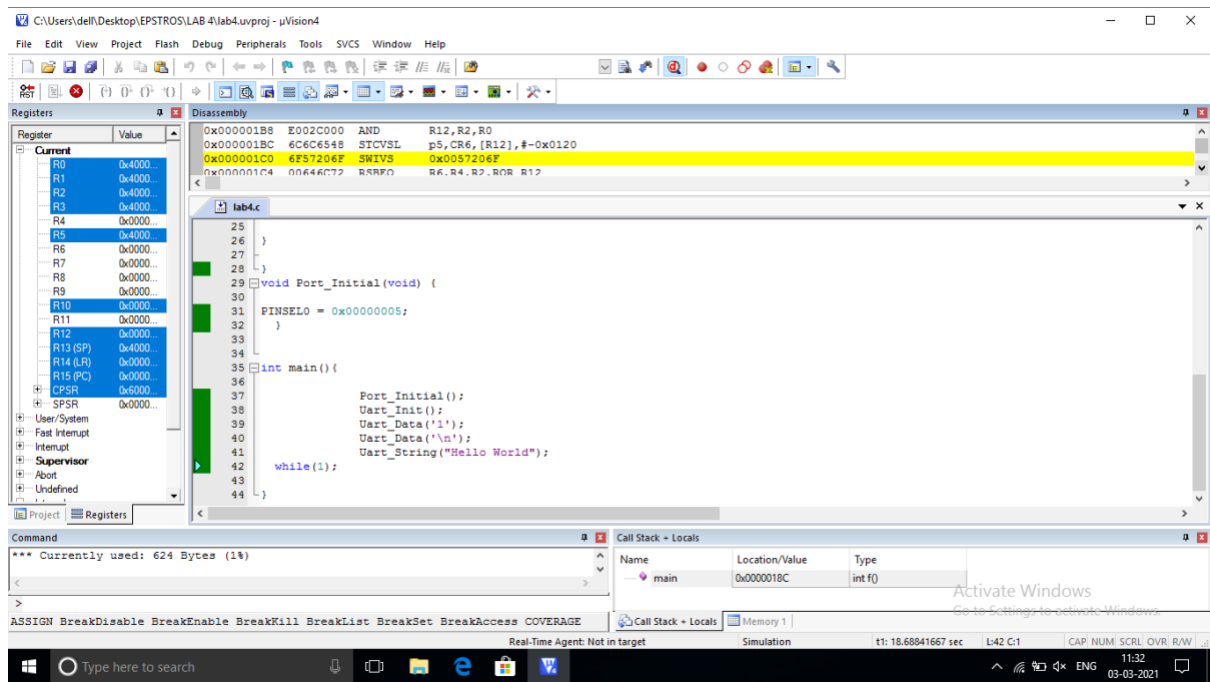 C:\Users\dell\Desktop\EPSTROS\LAB 4\lab4.uvproj - µVision4
File Edit View Project Flash Debug Peripherals Tools SVCS Window Help
RST
Registers
Register Value
Current
R0 0x4000...
R1 0x4000...
R2 0x4000...
R3 0x4000...
R4 0x0000...
R5 0x4000...
R6 0x0000...
R7 0x0000...
R8 0x0000...
R9 0x0000...
R10 0x0000...
R11 0x0000...
R12 0x0000...
R13 (SP) 0x4000...
R14 (LR) 0x0000...
R15 (PC) 0x0000...
CPSR 0x6000...
SPSR 0x0000...
User/System
Fast Interrupt
Interrupt
Supervisor
Abort
Undefined
Project Registers
Disassembly
0x000001B8 E002C000 AND R12,R2,R0
0x000001BC 6C6C6548 STCVSL p5,CR6,[R12],#-0x0120
0x000001C0 6F57206F SWIVS 0x0057206F
0x000001C4 00646C72 RSBEQ R6,R4,R2,ROR R12
lab4.c
25
26 }
27
28 }
29 void Port_Initial(void) {
30
31 PINSEL0 = 0x00000005;
32 }
33
34
35 int main(){
36
37 Port_Initial();
38 Uart_Init();
39 Uart_Data('1');
40 Uart_Data('\n');
41 Uart_String("Hello World");
42 while(1);
43
44 }
Command
*** Currently used: 624 Bytes (1%)
>
ASSIGN BreakDisable BreakEnable BreakKill BreakList BreakSet BreakAccess COVERAGE
Call Stack + Locals
Name Location/Value Type
main 0x0000018C int f()
Call Stack + Locals Memory 1
Activate Windows
Go to Settings to activate Windows.
Real-Time Agent: Not in target Simulation t1: 18.68841667 sec L:42 C:1 CAP NUM SCRL OVR R/W
Type here to search
ENG
11:32
03-03-2021